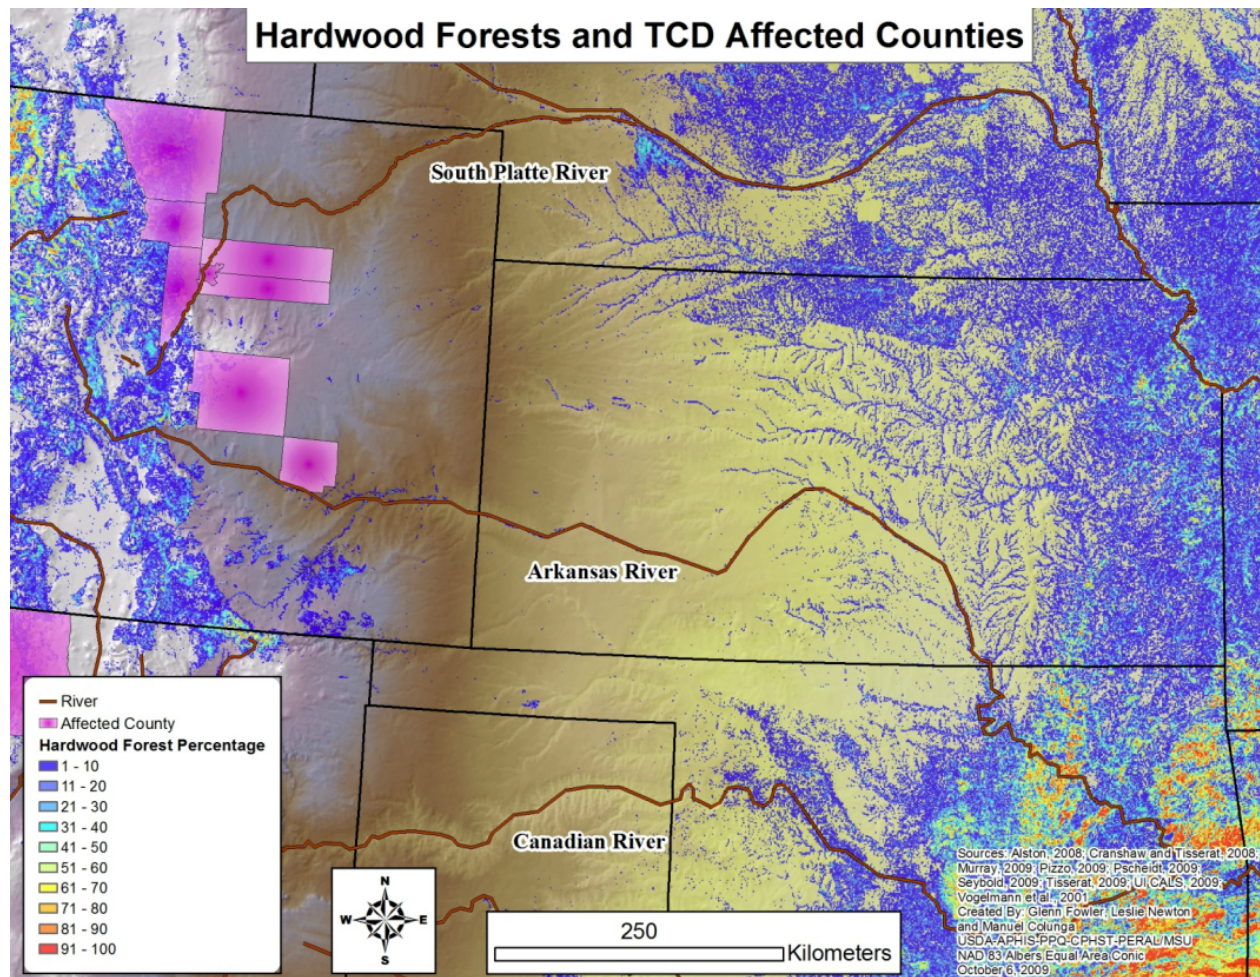 Hardwood Forests and TCD Affected Counties
South Platte River
Arkansas River
Canadian River
River
Affected County
Hardwood Forest Percentage
1 - 10
11 - 20
21 - 30
31 - 40
41 - 50
51 - 60
61 - 70
71 - 80
81 - 90
91 - 100
N
W E
S
250
Kilometers
Sources: Alston, 2008; Cranshaw and Tisserat, 2008;
Murray, 2009; Pizzo, 2009; Pscheidt, 2009;
Seybold, 2009; Tisserat, 2009; UI CALS, 2009,
Vogelmann et al., 2001
Created By: Glenn Fowler, Leslie Newton
and Manuel Colunga
USDA-APHIS-PPQ-CPHST-PERAL/MSU
NAD 83 Albers Equal Area Conic
October 6, 2009